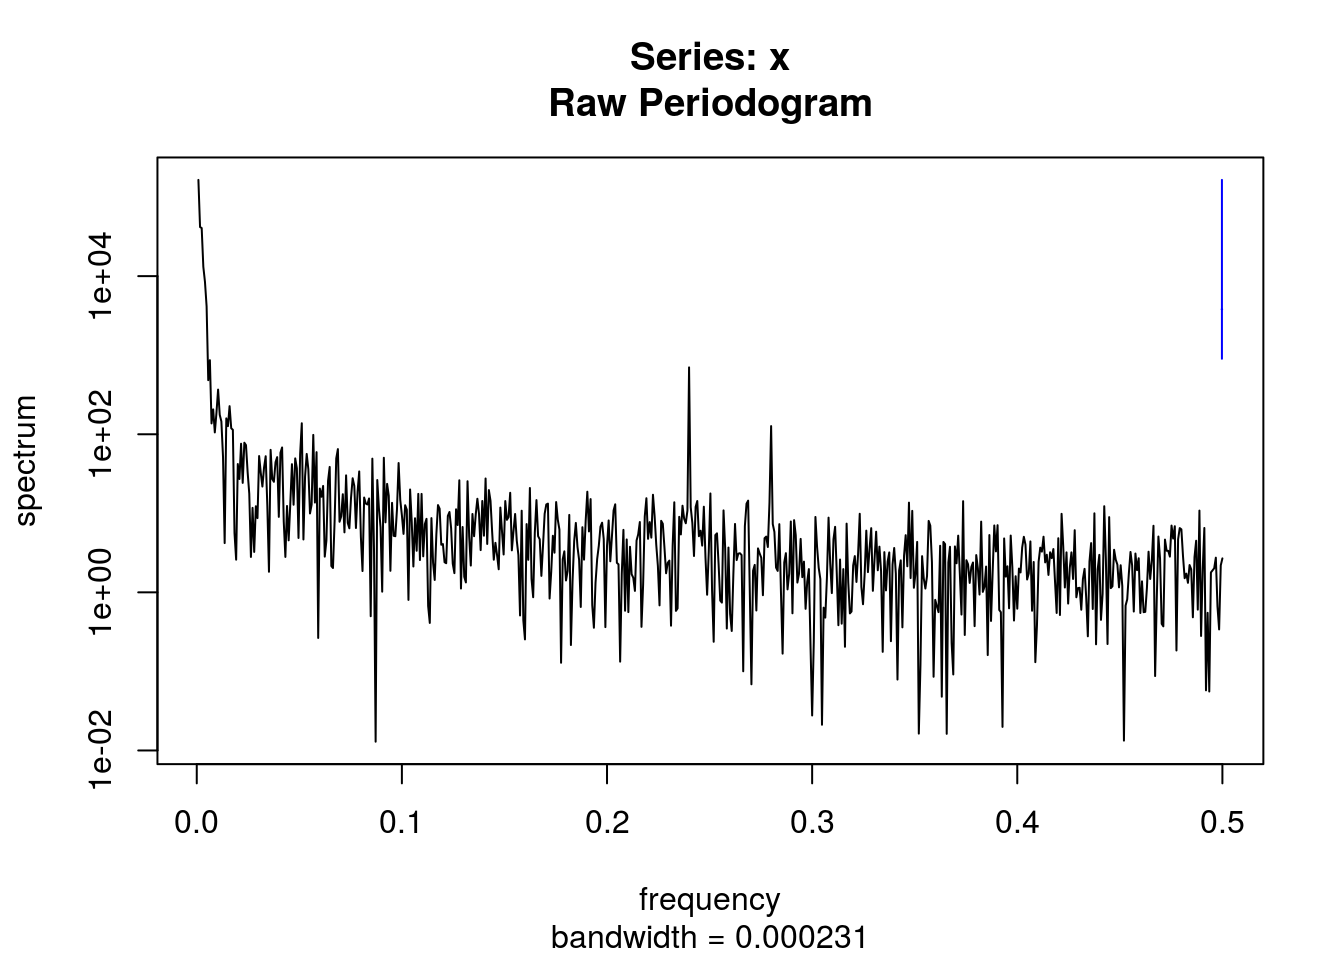 Series: x
Raw Periodogram
spectrum
1e+04
1e+02
1e+00
1e-02
0.0 0.1 0.2 0.3 0.4 0.5
frequency
bandwidth = 0.000231